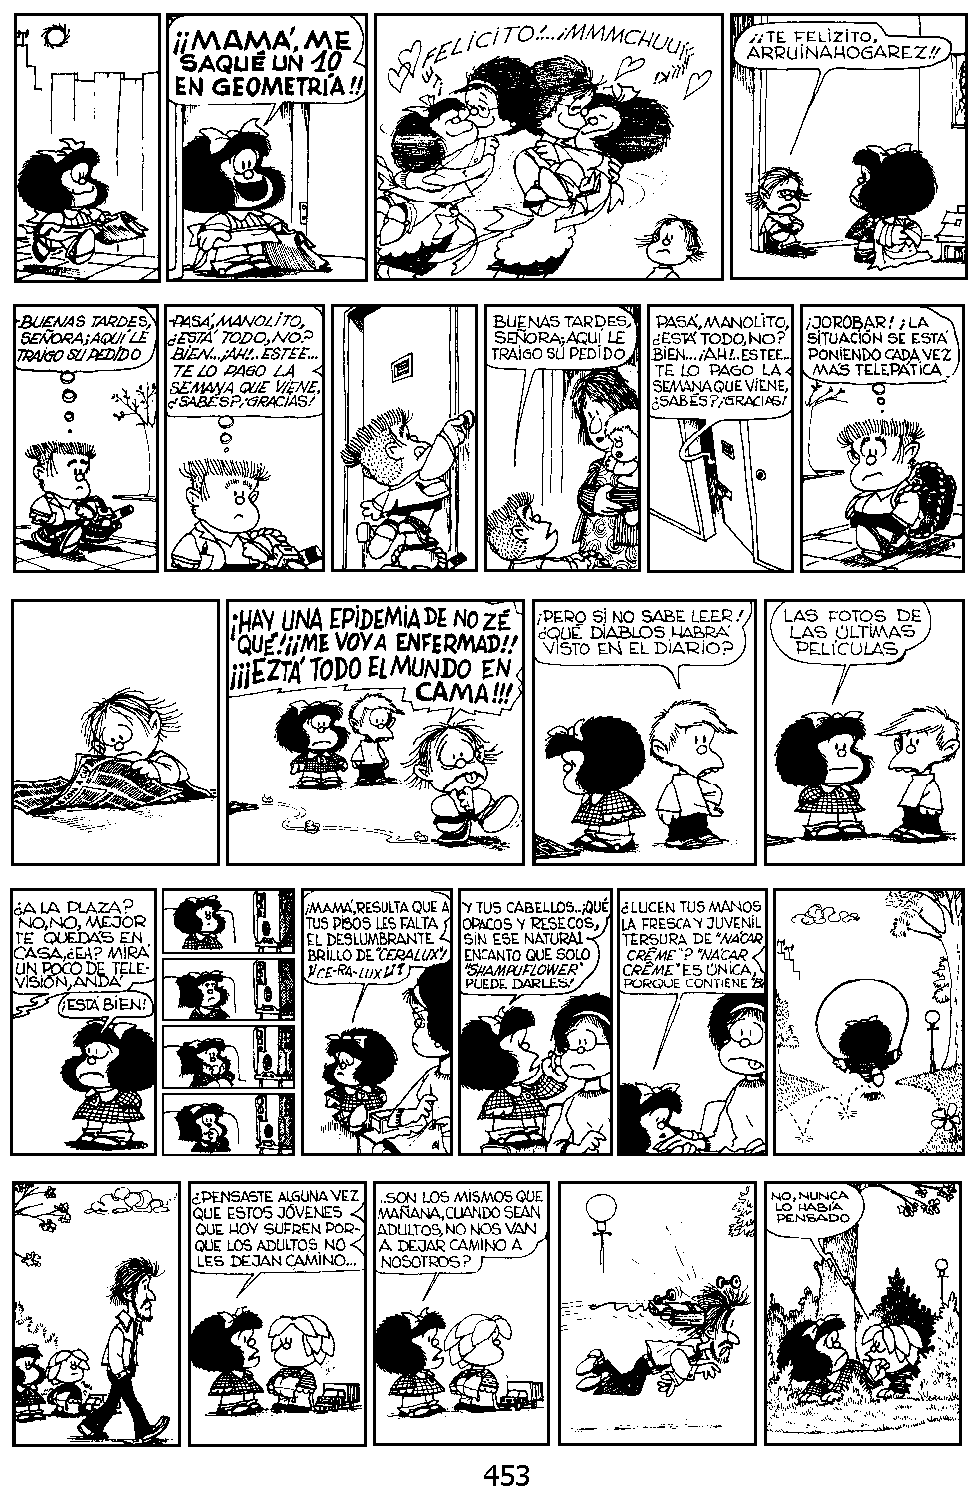 ¡¡MAMÁ, ME
SAQUÉ UN 10
EN GEOMETRÍA!!
FELICITO!...¡MMMCHUUII
¡¡TE FELIZITO,
ARRUINAHOGAREZ!!
BUENAS TARDES,
SEÑORA; AQUÍ LE
TRAIGO SU PEDIDO
PASÁ, MANOLITO,
¿ESTÁ TODO, NO?
BIEN...¡AH!..ESTEE...
TE LO PAGO LA
SEMANA QUE VIENE,
¿SABÉS?¡GRACIAS!
BUENAS TARDES,
SEÑORA; AQUÍ LE
TRAIGO SU PEDIDO
PASÁ, MANOLITO,
¿ESTÁ TODO, NO?
BIEN...¡AH!..ESTEE...
TE LO PAGO LA
SEMANA QUE VIENE,
¿SABÉS?¡GRACIAS!
¡JOROBAR! ¡LA
SITUACIÓN SE ESTÁ
PONIENDO CADA VEZ
MÁS TELEPÁTICA
¡HAY UNA EPIDEMIA DE NO ZÉ
QUÉ!¡¡ME VOY A ENFERMAD!!
¡¡¡EZTÁ TODO EL MUNDO EN
CAMA!!!
¡PERO SI NO SABE LEER!
¿QUÉ DIABLOS HABRÁ
VISTO EN EL DIARIO?
LAS FOTOS DE
LAS ÚLTIMAS
PELÍCULAS
¿A LA PLAZA?
NO, NO, MEJOR
TE QUEDAS EN
CASA, ¿EH? MIRÁ
UN POCO DE TELE-
VISIÓN, ANDÁ
¡ESTÁ BIEN!
¡MAMÁ, RESULTA QUE A
TUS PISOS LES FALTA
EL DESLUMBRANTE
BRILLO DE "CERALUX"!
¡"CE-RA-LUX"!
Y TUS CABELLOS...¡QUÉ
OPACOS Y RESECOS,
SIN ESE NATURAL
ENCANTO QUE SOLO
"SHAMPUFLOWER"
PUEDE DARLES!
¿LUCEN TUS MANOS
LA FRESCA Y JUVENIL
TERSURA DE "NÁCAR
CRÈME"? "NÁCAR
CRÈME" ES ÚNICA,
PORQUE CONTIENE B
¿PENSASTE ALGUNA VEZ
QUE ESTOS JÓVENES
QUE HOY SUFREN POR-
QUE LOS ADULTOS NO
LES DEJAN CAMINO...
...SON LOS MISMOS QUE
MAÑANA, CUANDO SEAN
ADULTOS, NO NOS VAN
A DEJAR CAMINO A
NOSOTROS?
NO, NUNCA
LO HABÍA
PENSADO
453